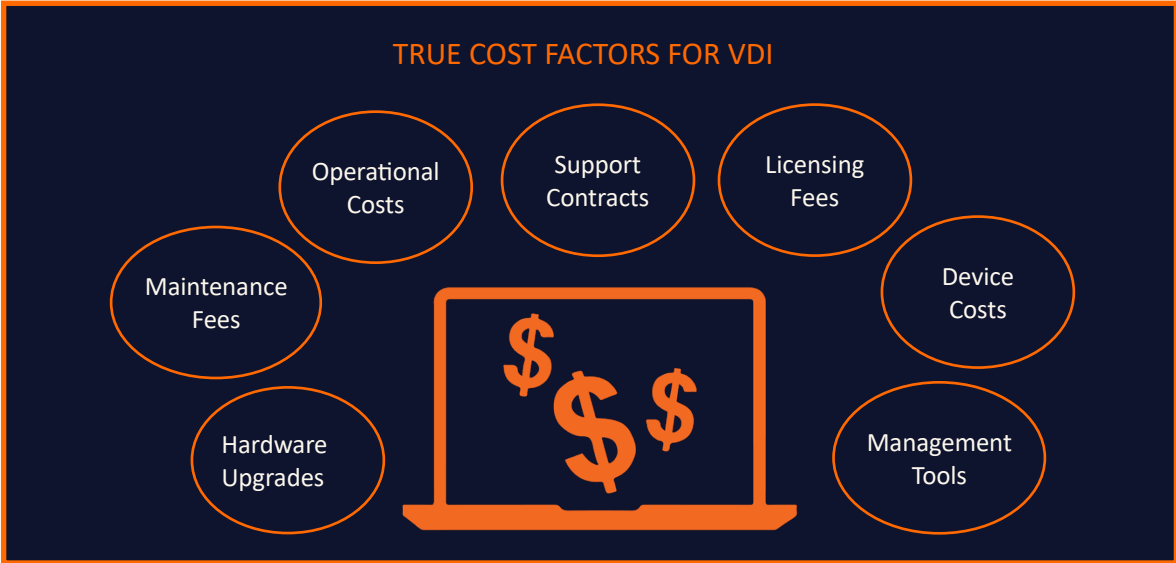 TRUE COST FACTORS FOR VDI
Operational
Costs
Support
Contracts
Licensing
Fees
Maintenance
Fees
Device
Costs
Hardware
Upgrades
Management
Tools
$
$
$